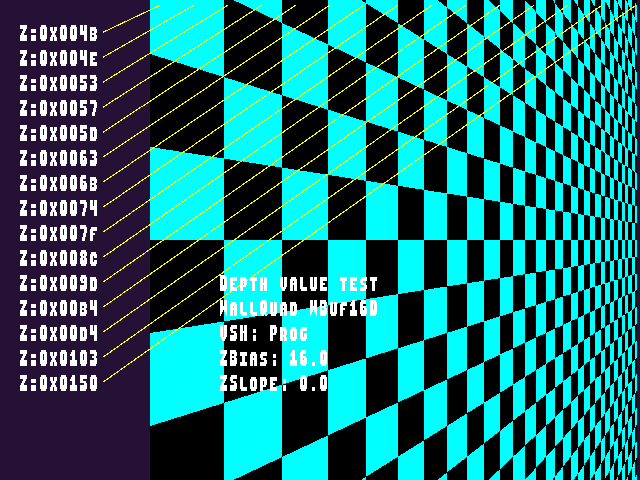 Z:0x004B
Z:0x004E
Z:0x0053
Z:0x0057
Z:0x005D
Z:0x0063
Z:0x006B
Z:0x0074
Z:0x007F
Z:0x008C
Z:0x009D
Z:0x00B4
Z:0x00D4
Z:0x0103
Z:0x0150
Depth value test
WallQuad WBuf16D
VSH: Prog
ZBias: 16.0
ZSlope: 0.0